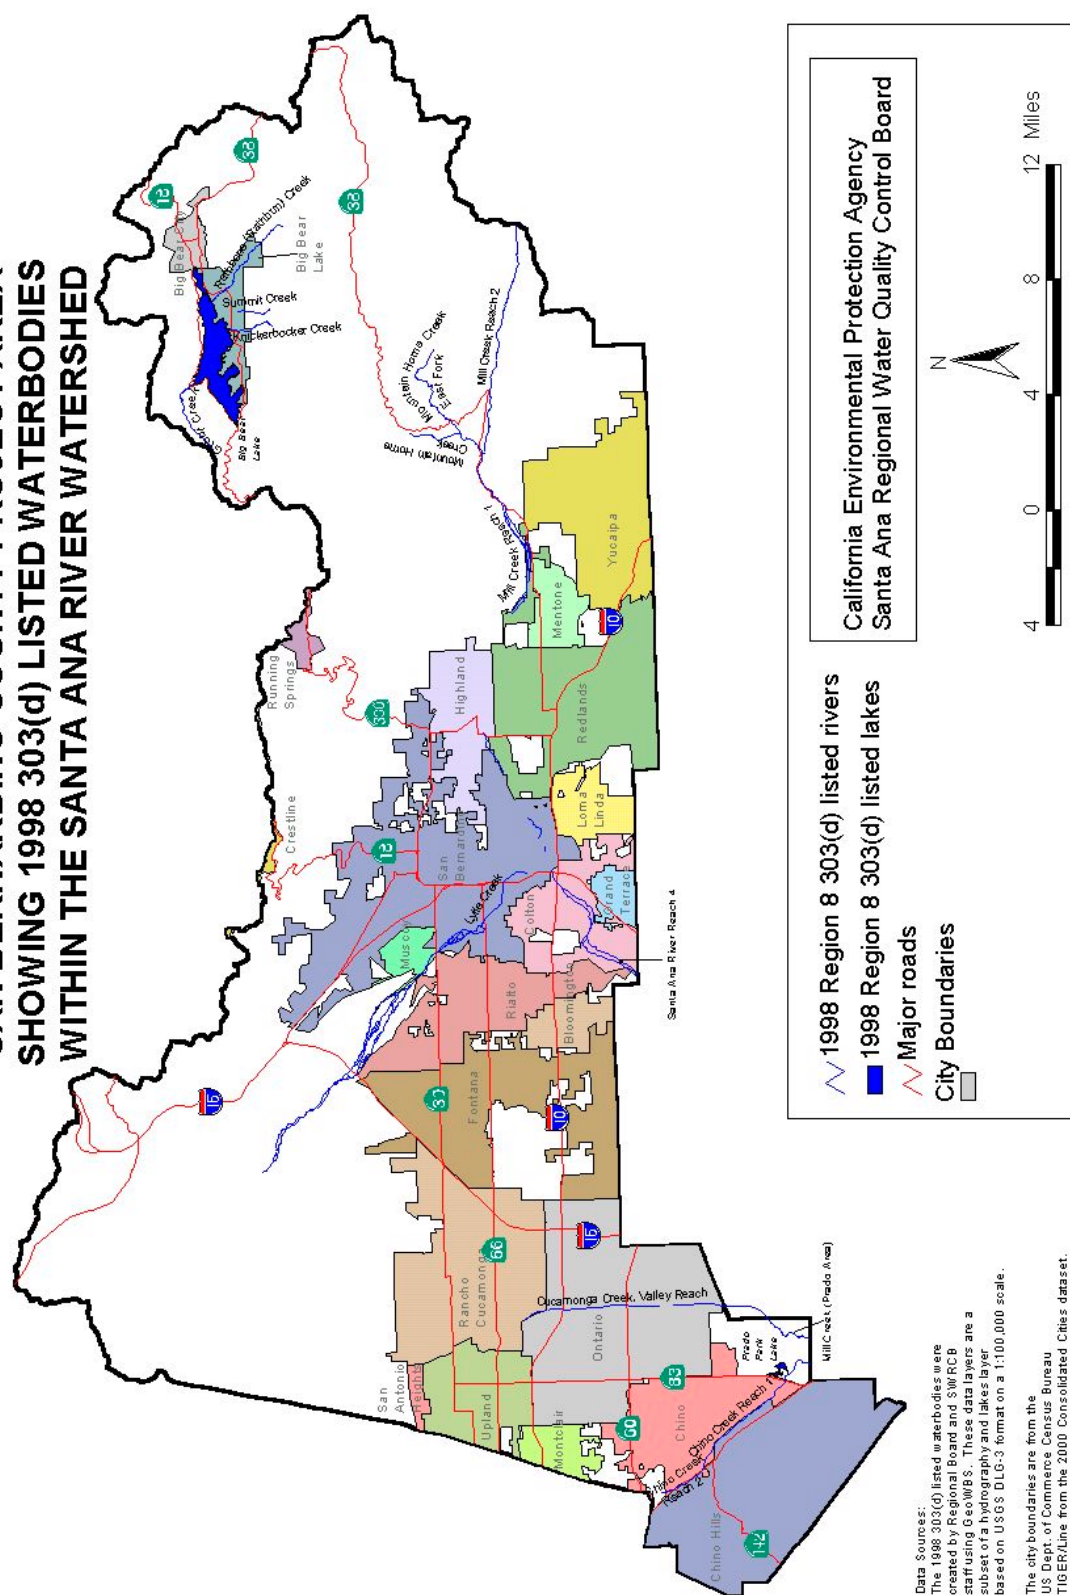 SHOWING 1998 303(d) LISTED WATERBODIES
WITHIN THE SANTA ANA RIVER WATERSHED
18
38
38
Big Bear City
Rathbone (Rathbun) Creek
Summit Creek
Knickerbocker Creek
Big Bear
Lake
Grout Creek
Big Bear
Lake
Mountain Home Creek
East Fork
Mountain Home
Creek
Mill Creek Reach 2
Mill Creek Reach 1
Running
Springs
330
Crestline
18
Highland
Mentone
Yucaipa
10
Redlands
San
Bernardino
Loma
Linda
Muscoy
Lytle Creek
Colton
Grand
Terrace
Santa Ana River Reach 4
Rialto
Bloomington
15
30
Fontana
10
Rancho
Cucamonga
66
15
San
Antonio
Heights
Upland
Montclair
Ontario
Cucamonga Creek, Valley Reach
60
83
Chino
Prado
Park
Lake
Mill Creek (Prado Area)
Chino Creek Reach 1
Chino Creek
Reach 2
Chino Hills
142
1998 Region 8 303(d) listed rivers
1998 Region 8 303(d) listed lakes
Major roads
City Boundaries
California Environmental Protection Agency
Santa Ana Regional Water Quality Control Board
N
4 0 4 8 12 Miles
Data Sources:
The 1998 303(d) listed waterbodies were
created by Regional Board and SWRCB
staff using GeoWBS. These data layers are a
subset of a hydrography and lakes layer
based on USGS DLG-3 format on a 1:100,000 scale.
The city boundaries are from the
US Dept. of Commerce Census Bureau
TIGER/Line from the 2000 Consolidated Cities dataset.